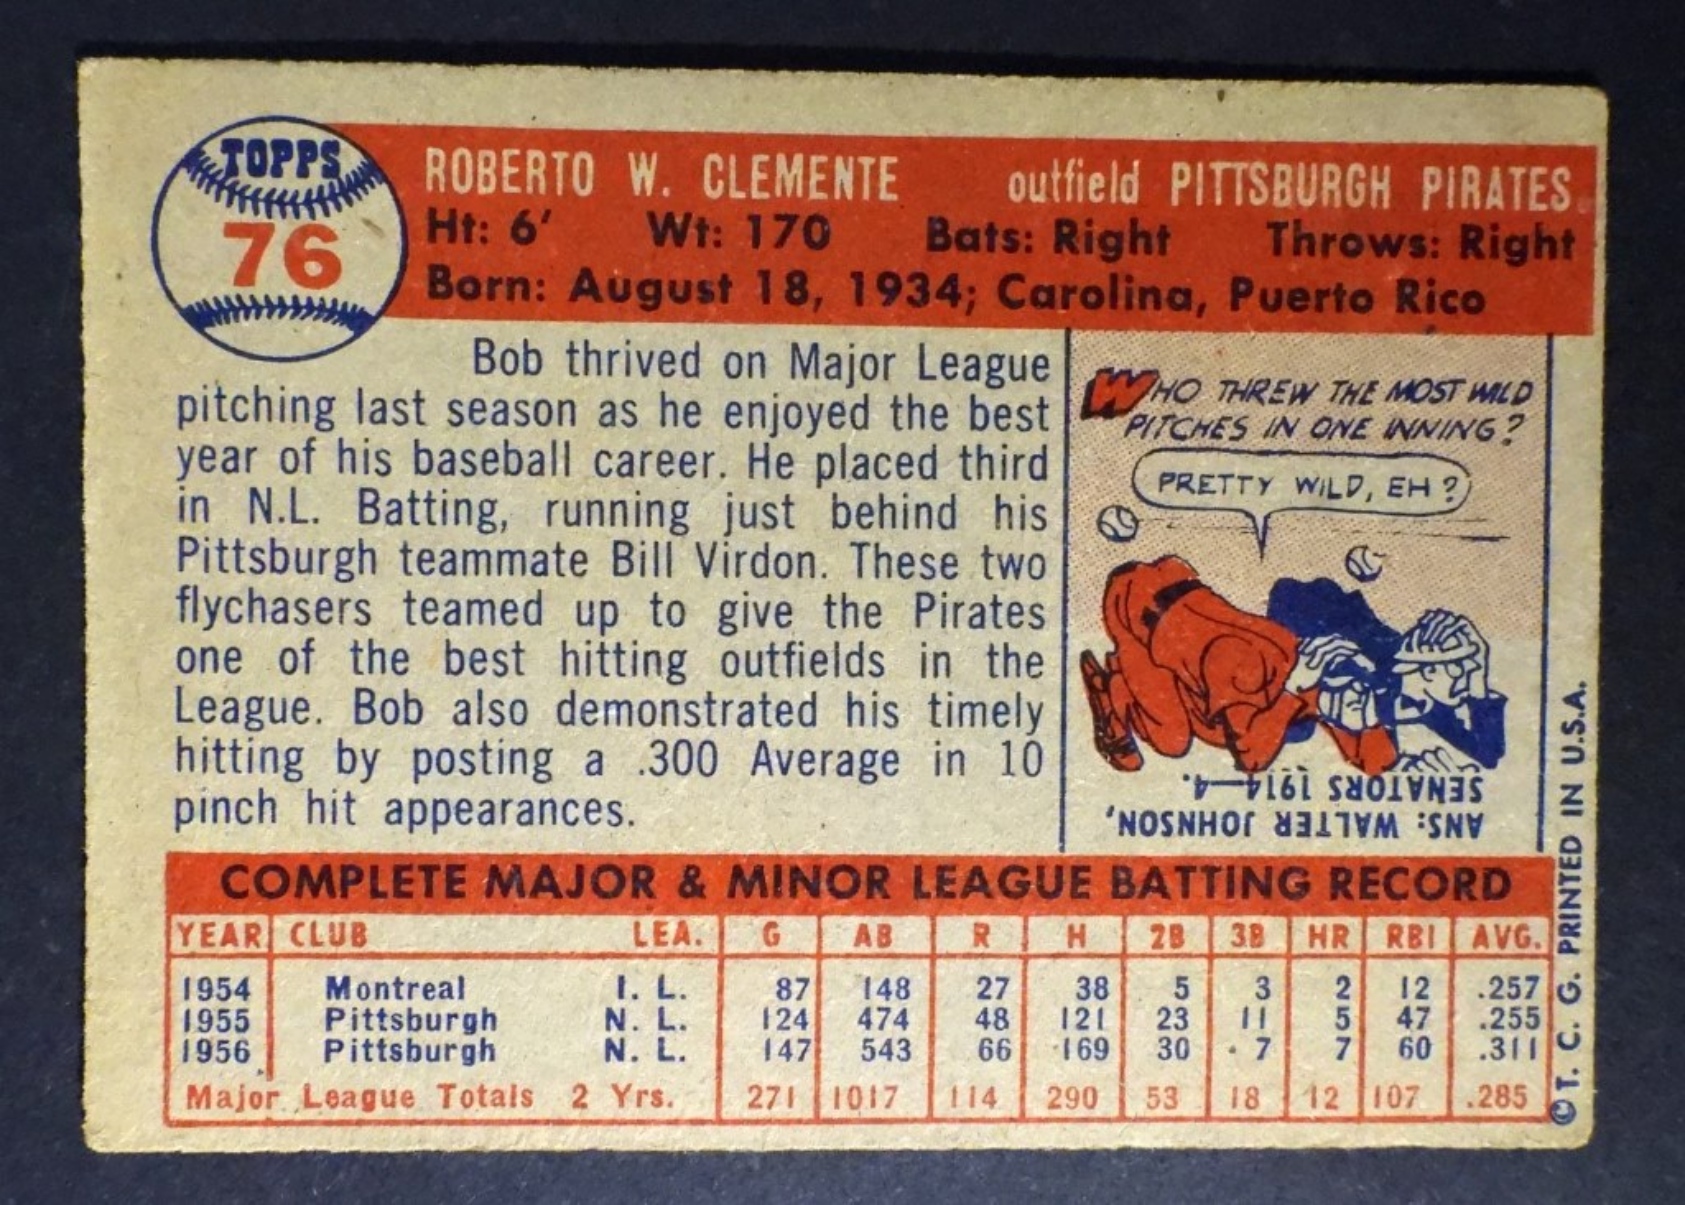 TOPPS
76
ROBERTO W. CLEMENTE outfield PITTSBURGH PIRATES
Ht: 6' Wt: 170 Bats: Right Throws: Right
Born: August 18, 1934; Carolina, Puerto Rico
Bob thrived on Major League
pitching last season as he enjoyed the best
year of his baseball career. He placed third
in N.L. Batting, running just behind his
Pittsburgh teammate Bill Virdon. These two
flychasers teamed up to give the Pirates
one of the best hitting outfields in the
League. Bob also demonstrated his timely
hitting by posting a .300 Average in 10
pinch hit appearances.
WHO THREW THE MOST WILD
PITCHES IN ONE INNING?
PRETTY WILD, EH?
ANS: WALTER JOHNSON,
SENATORS 1914—4.
COMPLETE MAJOR & MINOR LEAGUE BATTING RECORD
YEAR CLUB LEA. G AB R H 2B 3B HR RBI AVG.
1954 Montreal I. L. 87 148 27 38 5 3 2 12 .257
1955 Pittsburgh N. L. 124 474 48 121 23 11 5 47 .255
1956 Pittsburgh N. L. 147 543 66 169 30 7 7 60 .311
Major League Totals 2 Yrs. 271 1017 114 290 53 18 12 107 .285
© T. C. G. PRINTED IN U.S.A.